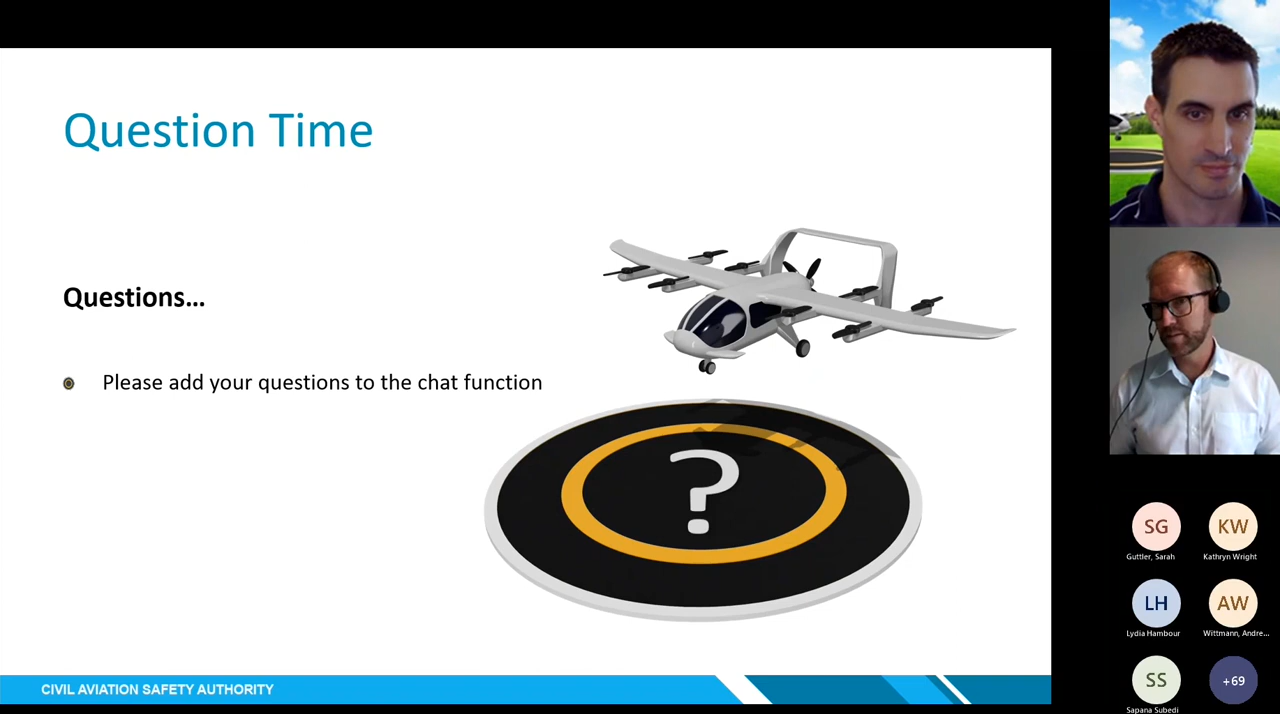 Question Time
Questions...
Please add your questions to the chat function
?
CIVIL AVIATION SAFETY AUTHORITY
SG
KW
Guttler, Sarah
Kathryn Wright
LH
AW
Lydia Hambour
Wittmann, Andre...
SS
+69
Sapana Subedi